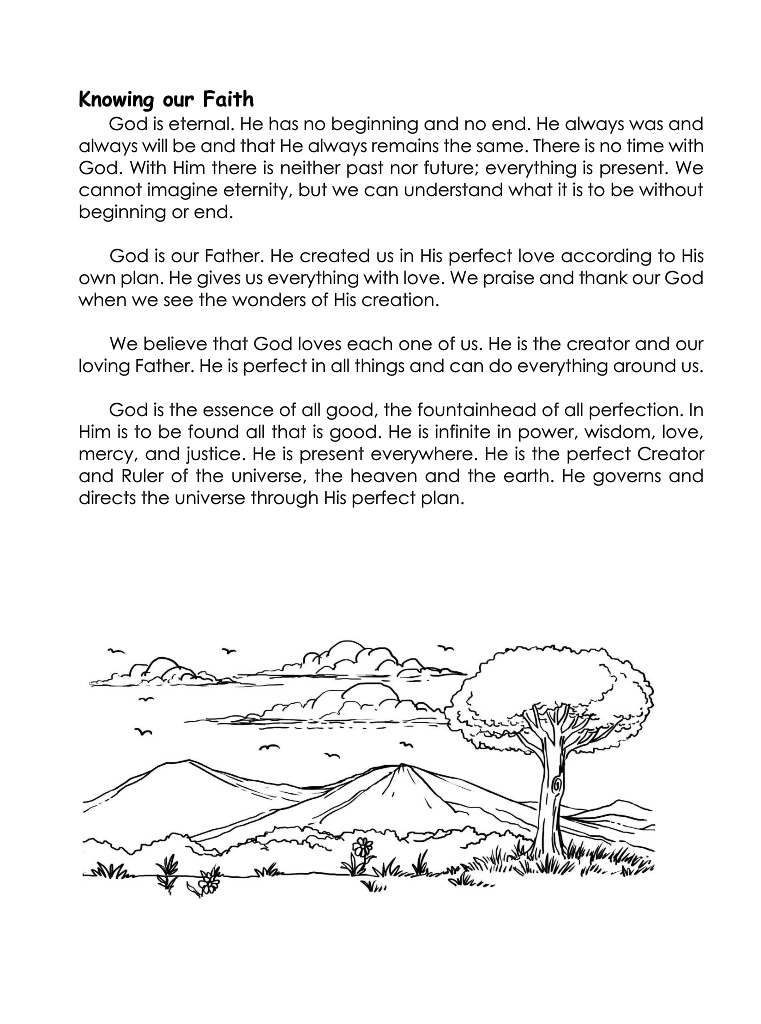 Knowing our Faith
God is eternal. He has no beginning and no end. He always was and
always will be and that He always remains the same. There is no time with
God. With Him there is neither past nor future; everything is present. We
cannot imagine eternity, but we can understand what it is to be without
beginning or end.
God is our Father. He created us in His perfect love according to His
own plan. He gives us everything with love. We praise and thank our God
when we see the wonders of His creation.
We believe that God loves each one of us. He is the creator and our
loving Father. He is perfect in all things and can do everything around us.
God is the essence of all good, the fountainhead of all perfection. In
Him is to be found all that is good. He is infinite in power, wisdom, love,
mercy, and justice. He is present everywhere. He is the perfect Creator
and Ruler of the universe, the heaven and the earth. He governs and
directs the universe through His perfect plan.